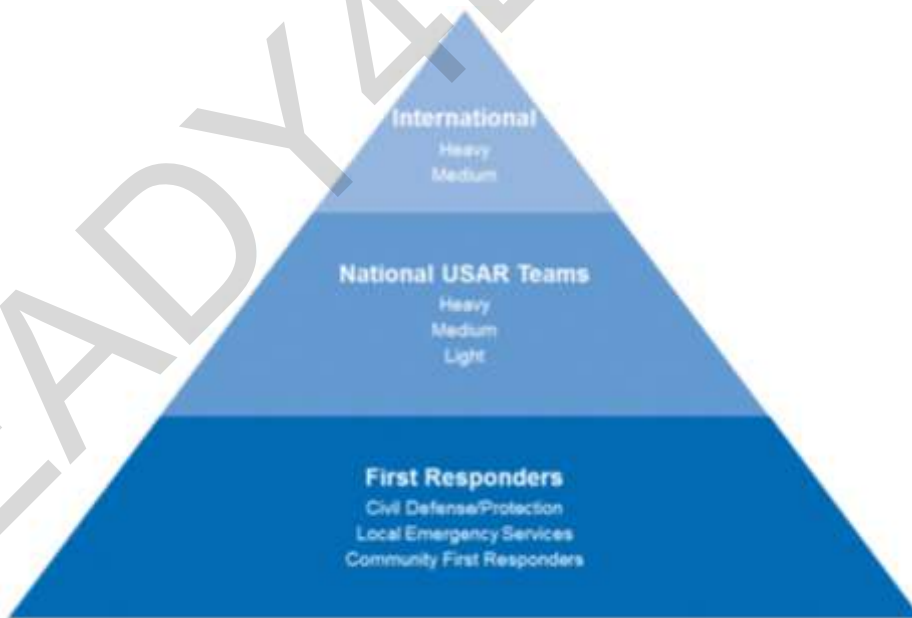 International
Heavy
Medium
National USAR Teams
Heavy
Medium
Light
First Responders
Civil Defense/Protection
Local Emergency Services
Community First Responders